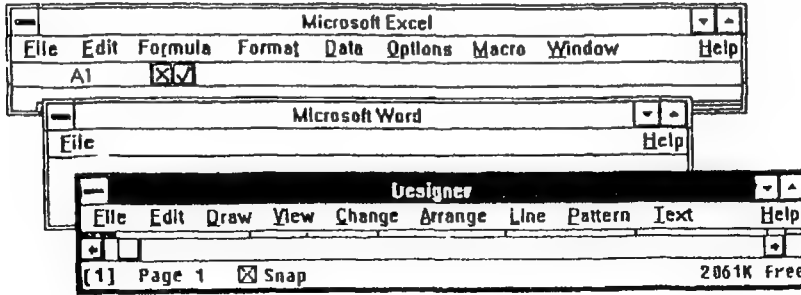 Microsoft Excel
File Edit Formula Format Data Options Macro Window Help
A1
Microsoft Word
File Help
Designer
File Edit Draw View Change Arrange Line Pattern Text Help
[1] Page 1 Snap 2061K Free